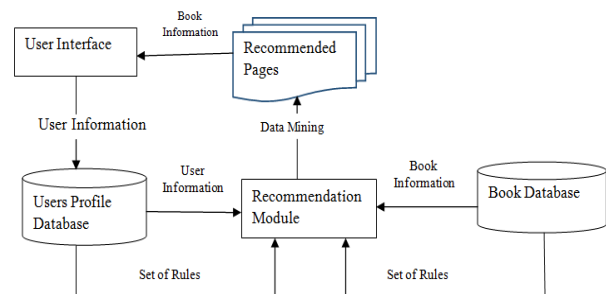 Book
Information
User Interface
Recommended
Pages
User Information
Data Mining
User
Information
Book
Information
Users Profile
Database
Recommendation
Module
Book Database
Set of Rules
Set of Rules